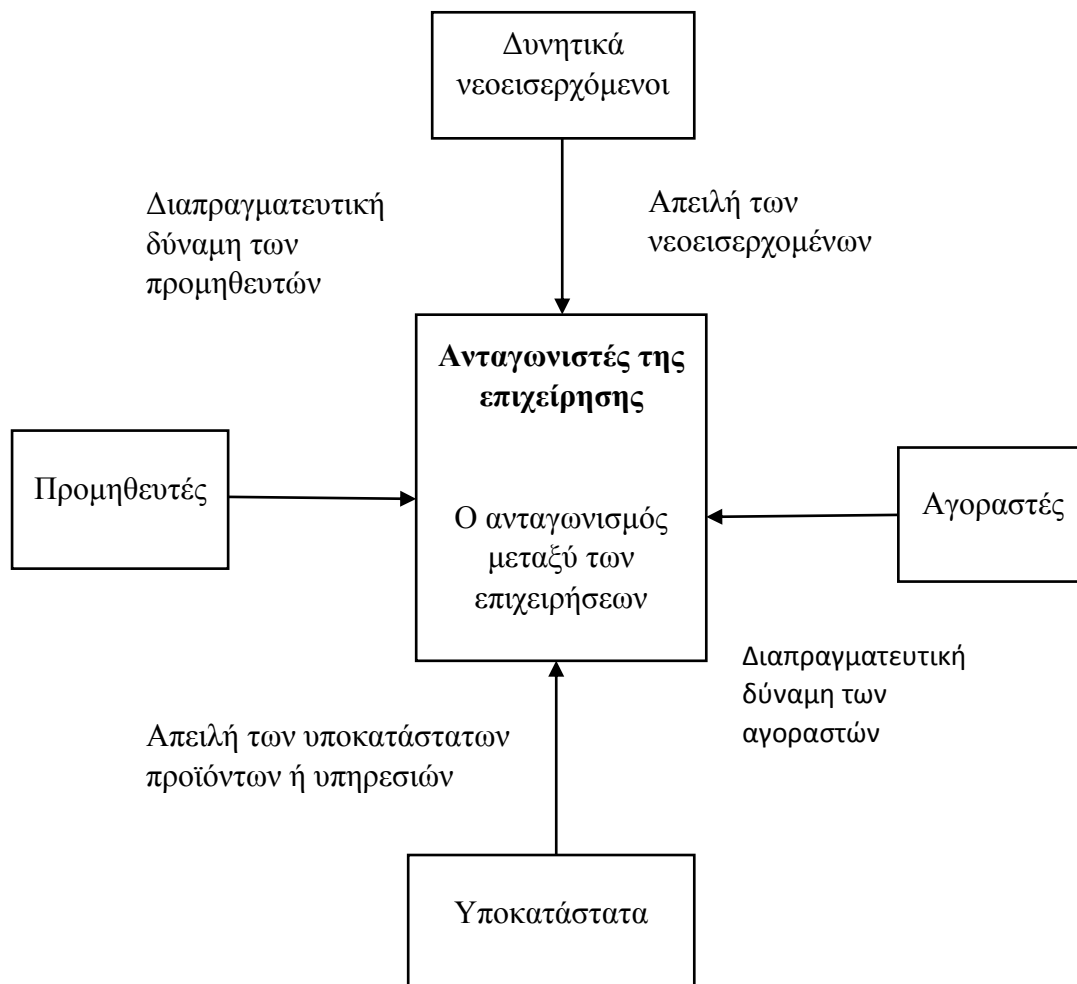 Δυνητικά
νεοεισερχόμενοι
Διαπραγματευτική
δύναμη των
προμηθευτών
Απειλή των
νεοεισερχομένων
Ανταγωνιστές της
επιχείρησης
Προμηθευτές
Ο ανταγωνισμός
μεταξύ των
επιχειρήσεων
Αγοραστές
Διαπραγματευτική
δύναμη των
αγοραστών
Απειλή των υποκατάστατων
προϊόντων ή υπηρεσιών
Υποκατάστατα